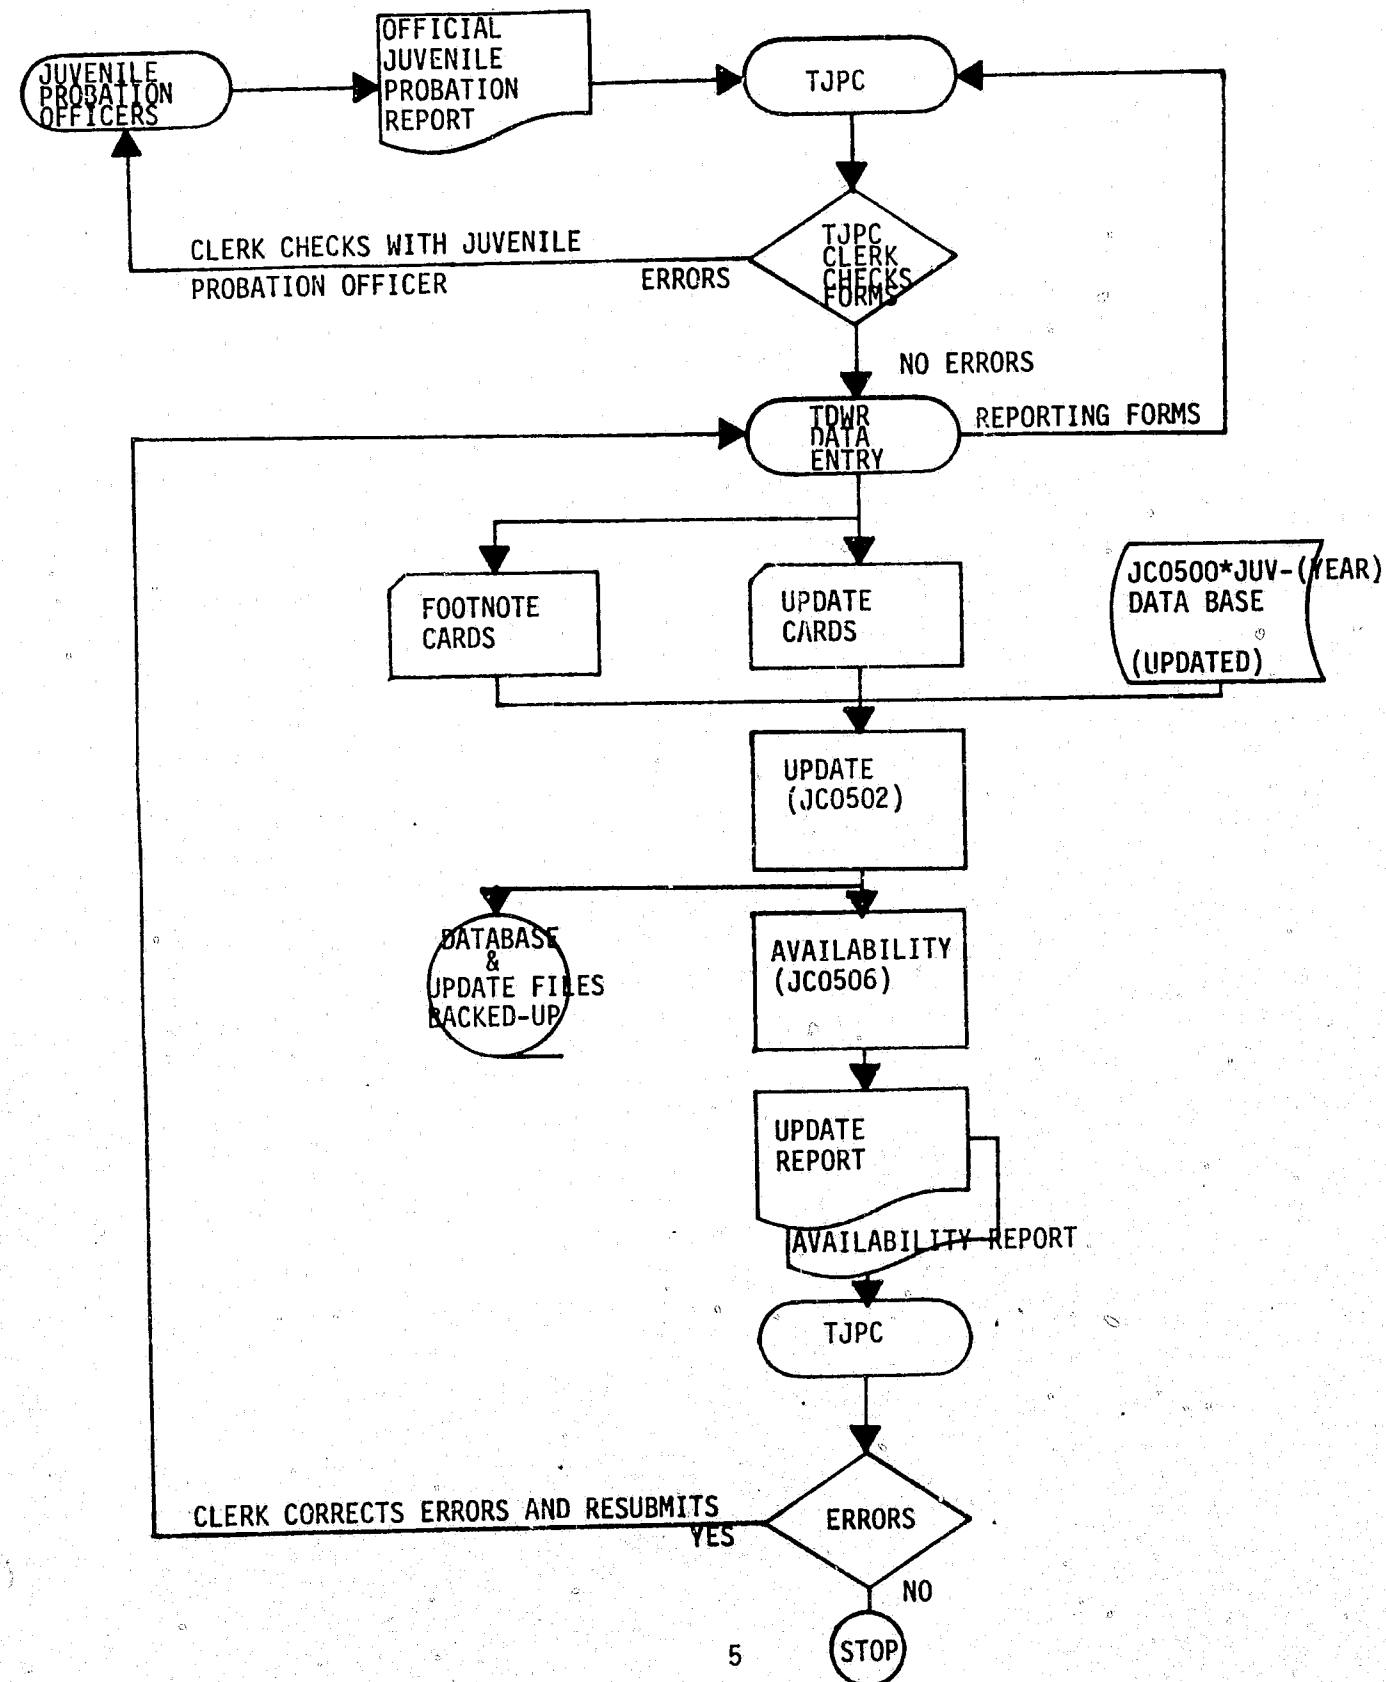 OFFICIAL
JUVENILE
PROBATION
REPORT
JUVENILE
PROBATION
OFFICERS
TJPC
TJPC
CLERK
CHECKS
FORMS
CLERK CHECKS WITH JUVENILE
PROBATION OFFICER
ERRORS
NO ERRORS
TDWR
DATA
ENTRY
REPORTING FORMS
FOOTNOTE
CARDS
UPDATE
CARDS
JC0500*JUV-(YEAR)
DATA BASE
(UPDATED)
UPDATE
(JC0502)
DATABASE
&
UPDATE FILES
BACKED-UP
AVAILABILITY
(JC0506)
UPDATE
REPORT
AVAILABILITY REPORT
TJPC
CLERK CORRECTS ERRORS AND RESUBMITS
YES
ERRORS
NO
STOP
5